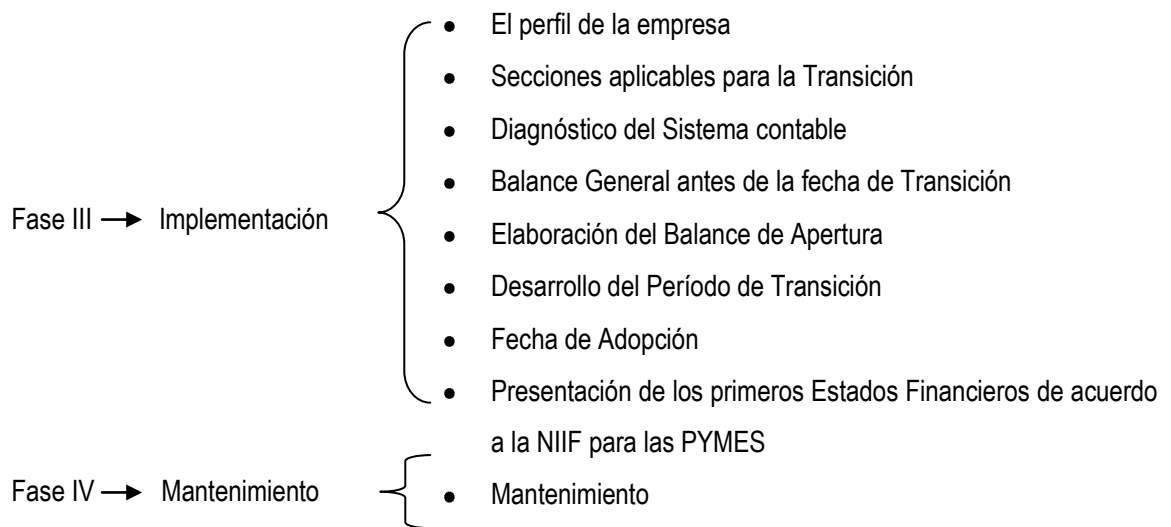 El perfil de la empresa
Secciones aplicables para la Transición
Diagnóstico del Sistema contable
Balance General antes de la fecha de Transición
Fase III → Implementación
Elaboración del Balance de Apertura
Desarrollo del Período de Transición
Fecha de Adopción
Presentación de los primeros Estados Financieros de acuerdo
a la NIIF para las PYMES
Fase IV → Mantenimiento
Mantenimiento